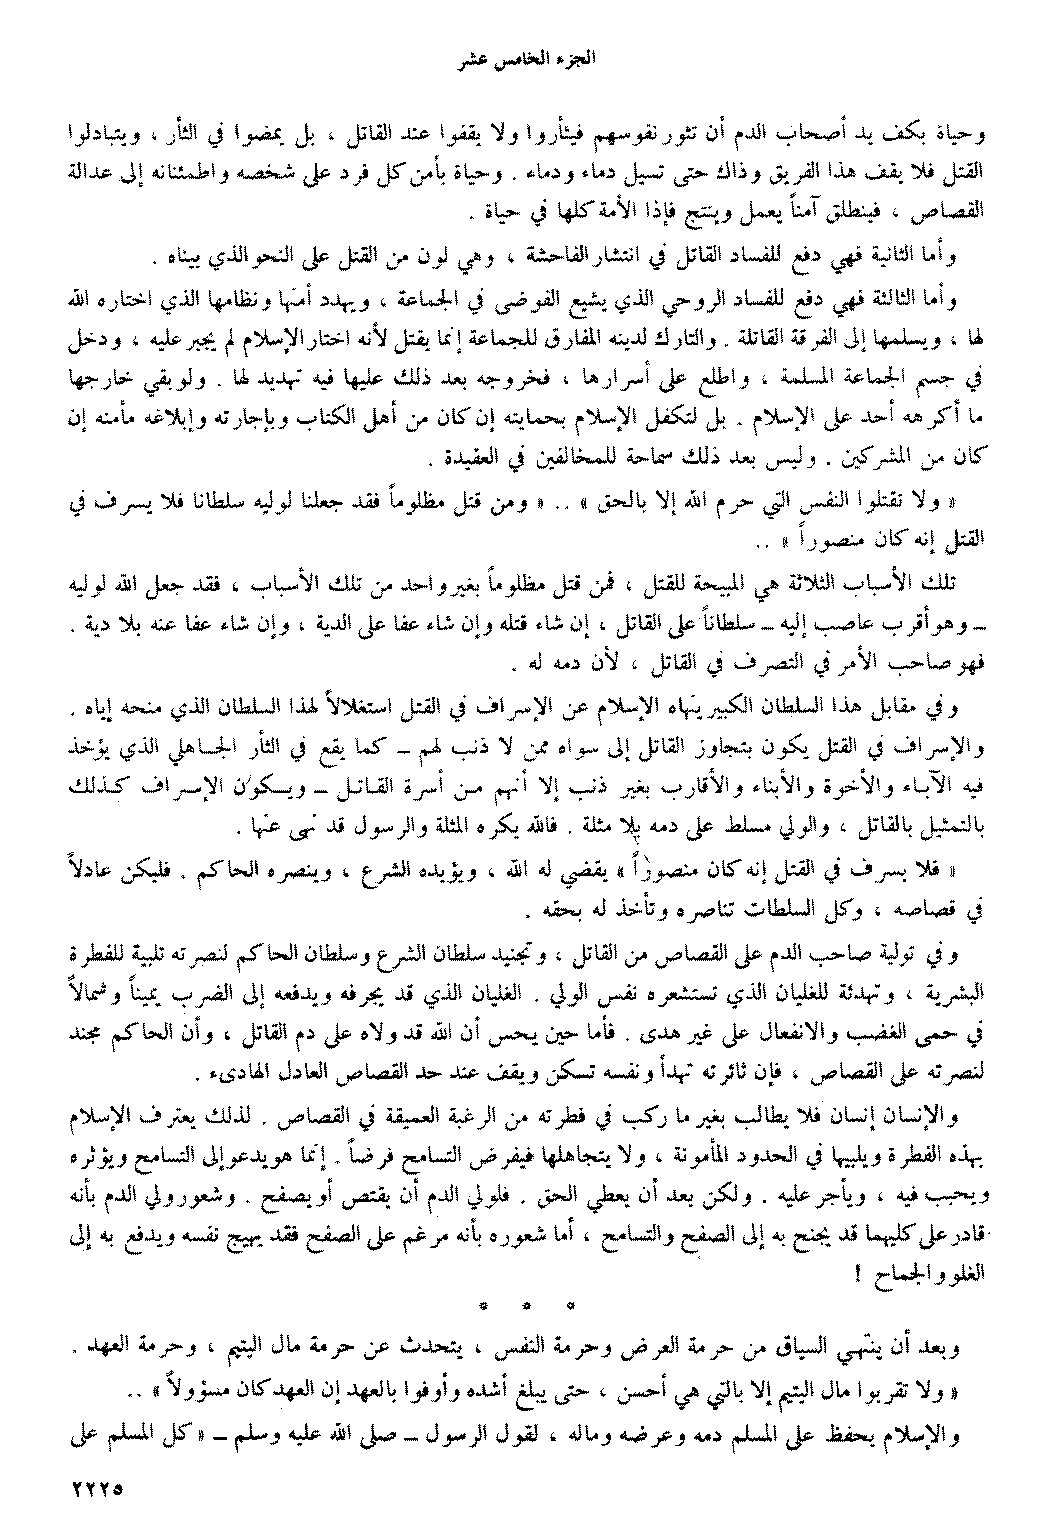 الجزء الخامس عشر
وحياة بكف يد أصحاب الدم أن تثور نفوسهم فيثأروا ولا يقفوا عند القاتل ، بل يمضوا في الثأر ، ويتبادلوا
القتل فلا يقف هذا الفريق وذاك حتى تسيل دماء ودماء . وحياة بأمن كل فرد على شخصه واطمئنانه إلى عدالة
القصاص ، فينطلق آمناً يعمل وينتج فإذا الأمة كلها في حياة .
وأما الثانية فهي دفع للفساد القاتل في انتشار الفاحشة ، وهي لون من القتل على النحو الذي بيناه .
وأما الثالثة فهي دفع للفساد الروحي الذي يشيع الفوضى في الجماعة ، ويهدد أمنها ونظامها الذي اختاره الله
لها ، ويسلمها إلى الفرقة القاتلة . والتارك لدينه المفارق للجماعة إنما يقتل لأنه اختار الإسلام لم يجبر عليه ، ودخل
في جسم الجماعة المسلمة ، واطلع على أسرارها ، فخروجه بعد ذلك عليها فيه تهديد لها . ولو بقي خارجها
ما أكرهه أحد على الإسلام . بل لتكفل الإسلام بحمايته إن كان من أهل الكتاب وبإجارته وإبلاغه مأمنه إن
كان من المشركين . وليس بعد ذلك سماحة للمخالفين في العقيدة .
« ولا تقتلوا النفس التي حرم الله إلا بالحق » .. « ومن قتل مظلوماً فقد جعلنا لوليه سلطانا فلا يسرف في
القتل إنه كان منصوراً » ..
تلك الأسباب الثلاثة هي المبيحة للقتل ، فمن قتل مظلوماً بغير واحد من تلك الأسباب ، فقد جعل الله لوليه
ــ وهو أقرب عاصب إليه ــ سلطاناً على القاتل ، إن شاء قتله وإن شاء عفا على الدية ، وإن شاء عفا عنه بلا دية .
فهو صاحب الأمر في التصرف في القاتل ، لأن دمه له .
وفي مقابل هذا السلطان الكبير ينهاه الإسلام عن الإسراف في القتل استغلالاً لهذا السلطان الذي منحه إياه .
والإسراف في القتل يكون بتجاوز القاتل إلى سواه ممن لا ذنب لهم ــ كما يقع في الثأر الجاهلي الذي يؤخذ
فيه الآباء والأخوة والأبناء والأقارب بغير ذنب إلا أنهم من أسرة القاتل ــ ويكون الإسراف كذلك
بالتمثيل بالقاتل ، والولي مسلط على دمه بلا مثلة . فالله يكره المثلة والرسول قد نهى عنها .
« فلا يسرف في القتل إنه كان منصوراً » يقضي له الله ، ويؤيده الشرع ، وينصره الحاكم . فليكن عادلاً
في قصاصه ، وكل السلطات تناصره وتأخذ له بحقه .
وفي تولية صاحب الدم على القصاص من القاتل ، وتجنيد سلطان الشرع وسلطان الحاكم لنصرته تلبية للفطرة
البشرية ، وتهدئة للغليان الذي تستشعره نفس الولي . الغليان الذي قد يجرفه ويدفعه إلى الضرب يميناً وشمالاً
في حمى الغضب والانفعال على غير هدى . فأما حين يحس أن الله قد ولاه على دم القاتل ، وأن الحاكم مجند
لنصرته على القصاص ، فإن ثائرته تهدأ ونفسه تسكن ويقف عند حد القصاص العادل الهادىء .
والإنسان إنسان فلا يطالب بغير ما ركب في فطرته من الرغبة العميقة في القصاص . لذلك يعترف الإسلام
بهذه الفطرة ويلبيها في الحدود المأمونة ، ولا يتجاهلها فيفرض التسامح فرضاً . إنما هو يدعو إلى التسامح ويؤثره
ويحبب فيه ، ويأجر عليه . ولكن بعد أن يعطي الحق . فلولي الدم أن يقتص أو يصفح . وشعور ولي الدم بأنه
قادر على كليهما قد يجنح به إلى الصفح والتسامح ، أما شعوره بأنه مرغم على الصفح فقد يهيج نفسه ويدفع به إلى
الغلو والجماح !
* * *
وبعد أن ينتهي السياق من حرمة العرض وحرمة النفس ، يتحدث عن حرمة مال اليتيم ، وحرمة العهد .
« ولا تقربوا مال اليتيم إلا بالتي هي أحسن ، حتى يبلغ أشده وأوفوا بالعهد إن العهد كان مسؤولاً » ..
والإسلام يحفظ على المسلم دمه وعرضه وماله ، لقول الرسول ــ صلى الله عليه وسلم ــ « كل المسلم على
٢٢٢٥